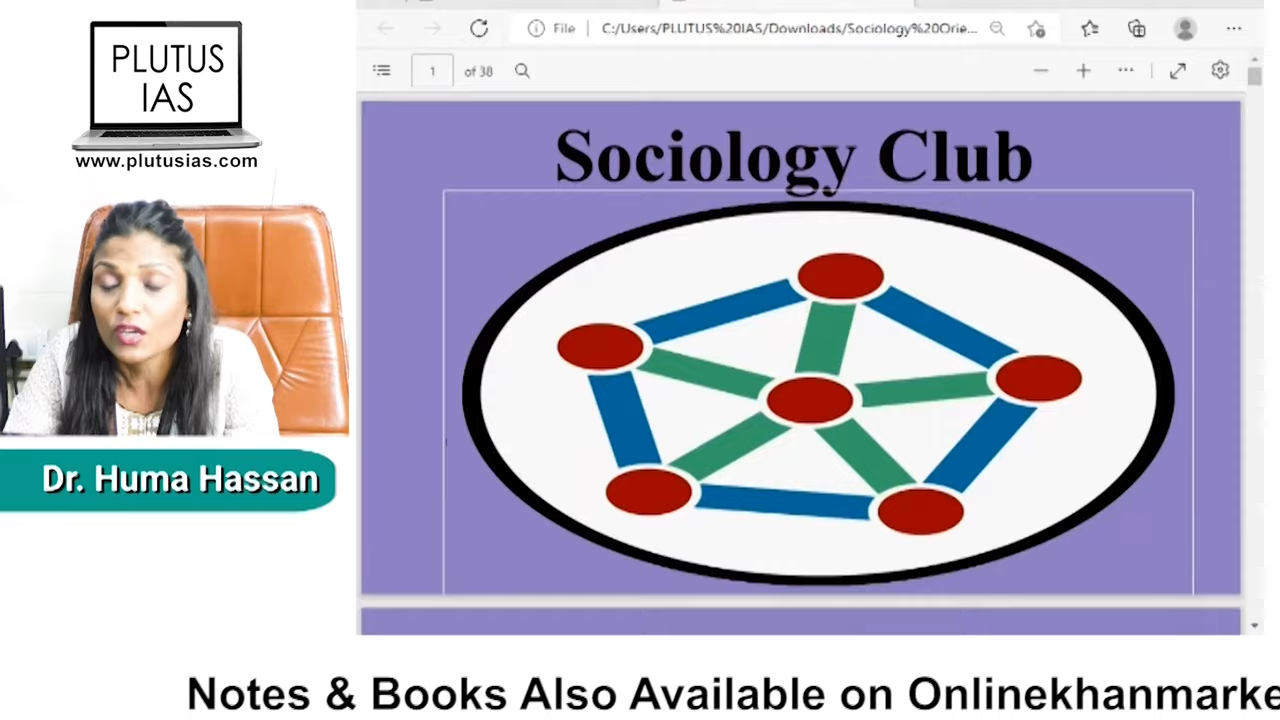 PLUTUS
IAS
www.plutusias.com
File C:/Users/PLUTUS%20IAS/Downloads/Sociology%20Orie...
1 of 38
Sociology Club
Dr. Huma Hassan
Notes & Books Also Available on Onlinekhanmarke